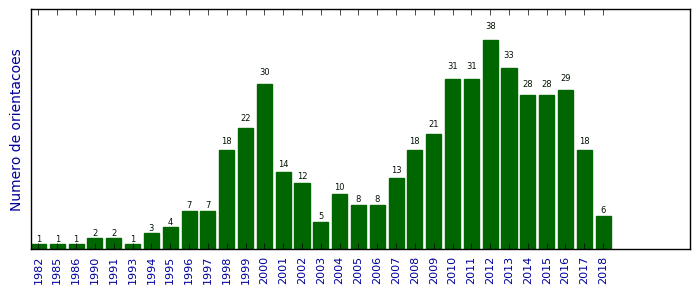 Numero de orientacoes
1 1 1 2 2 1 3 4 7 7 18 22 30 14 12 5 10 8 8 13 18 21 31 31 38 33 28 28 29 18 6
1982 1985 1986 1990 1991 1993 1994 1995 1996 1997 1998 1999 2000 2001 2002 2003 2004 2005 2006 2007 2008 2009 2010 2011 2012 2013 2014 2015 2016 2017 2018